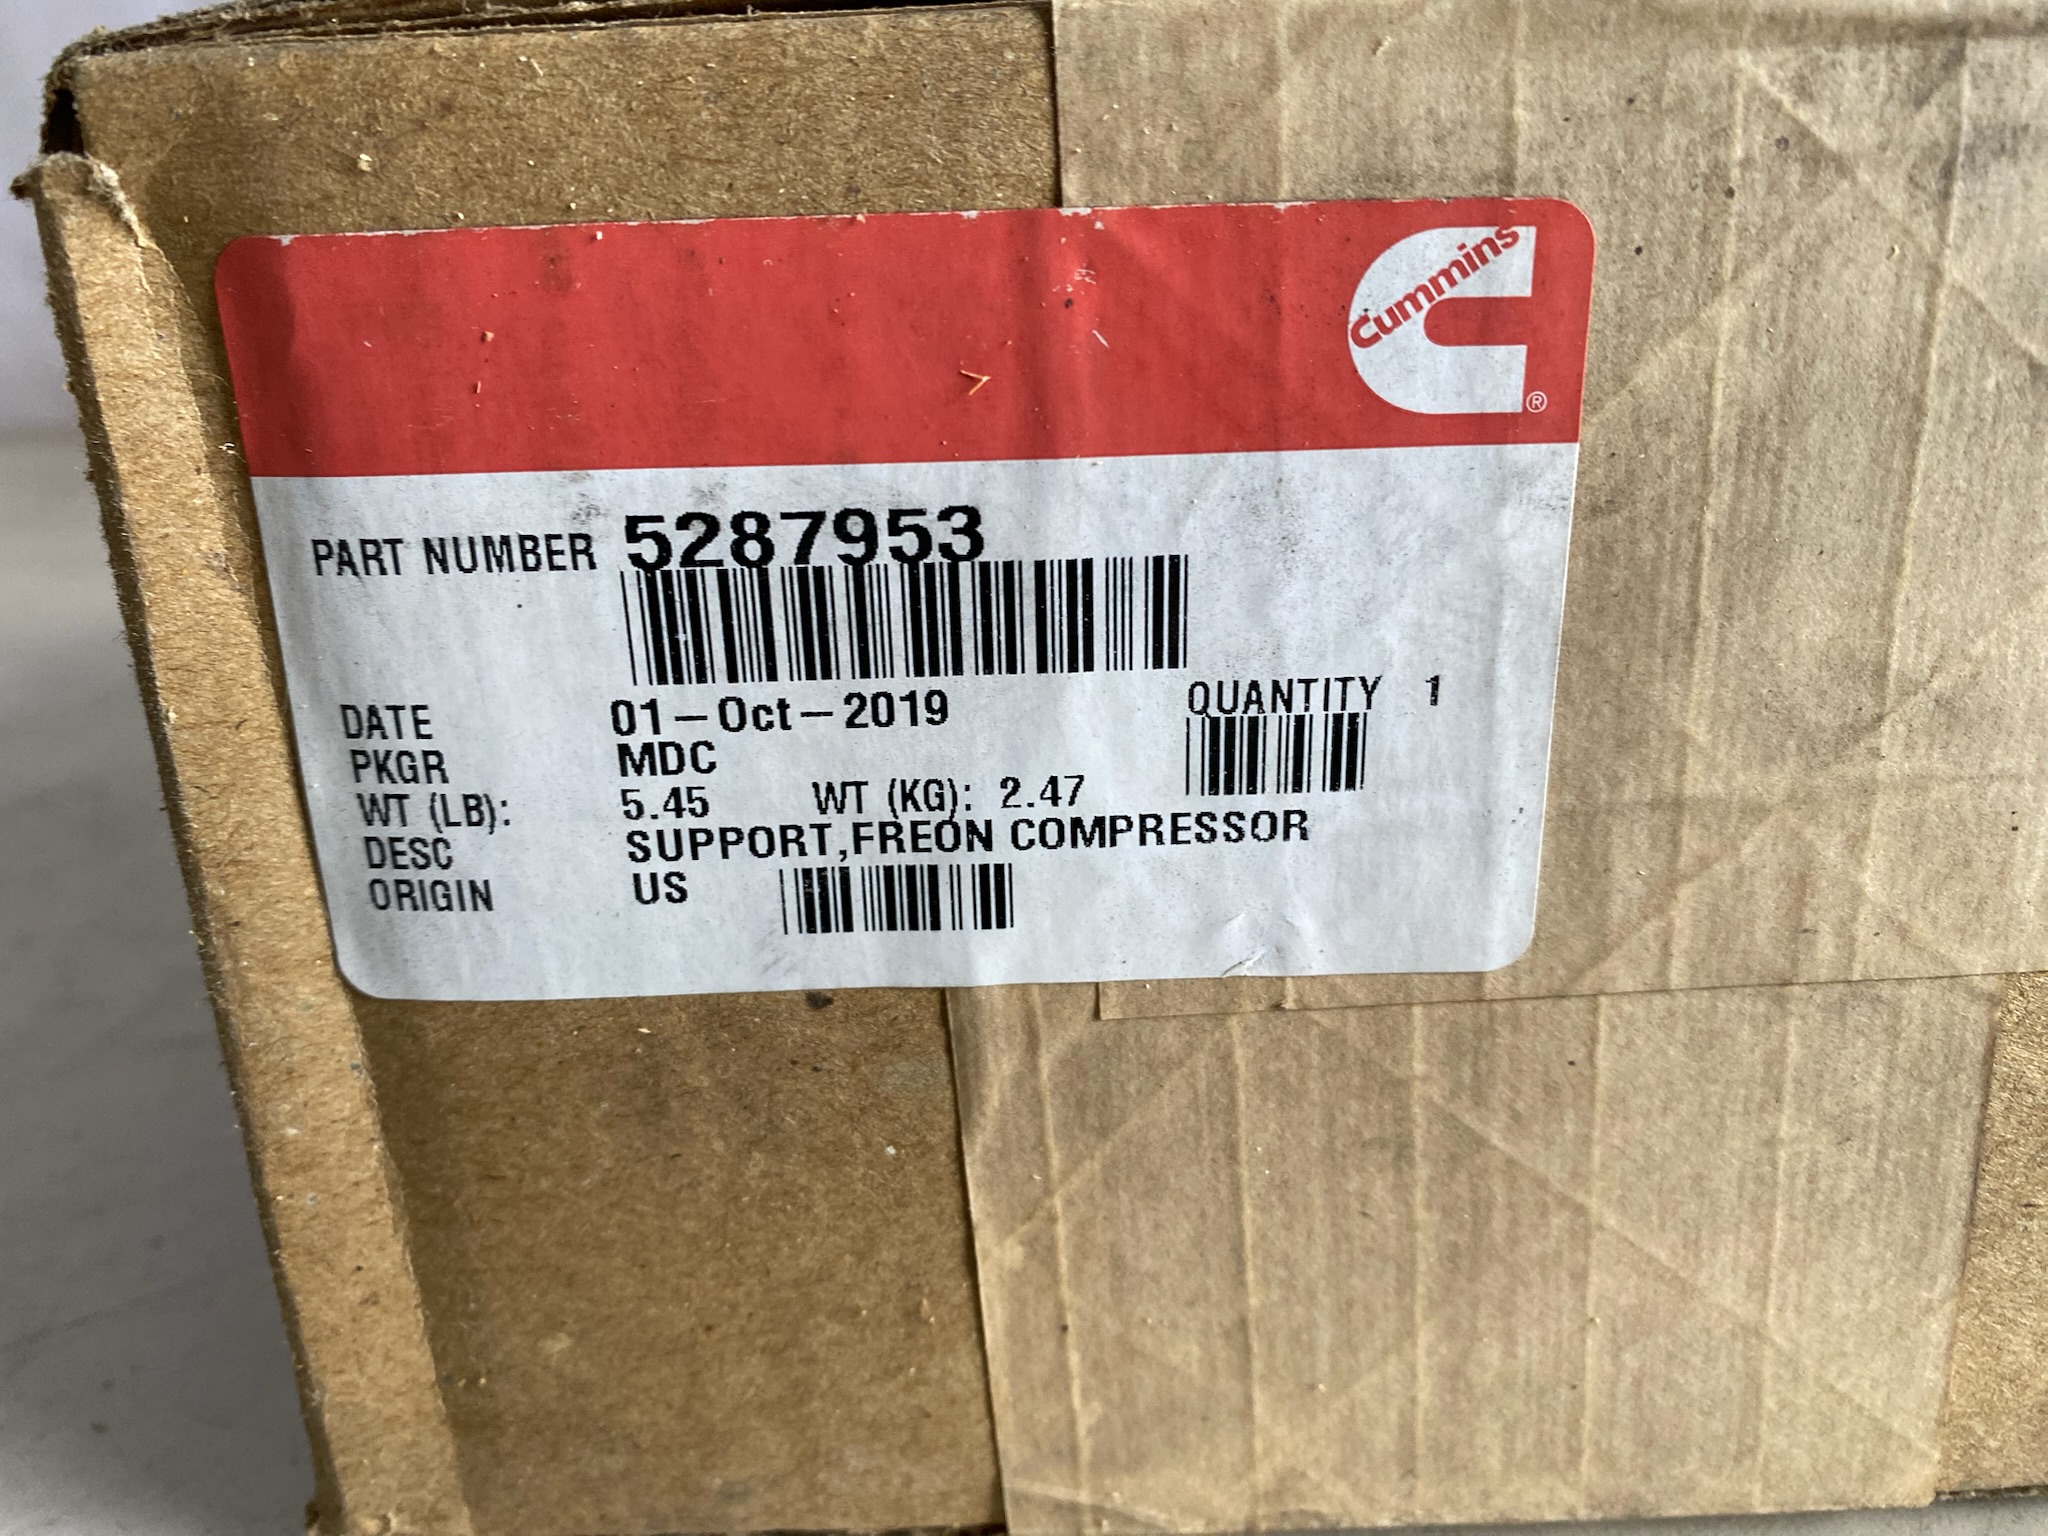 Cummins
®
PART NUMBER 5287953
DATE 01-Oct-2019 QUANTITY 1
PKGR MDC
WT (LB): 5.45 WT (KG): 2.47
DESC SUPPORT,FREON COMPRESSOR
ORIGIN US